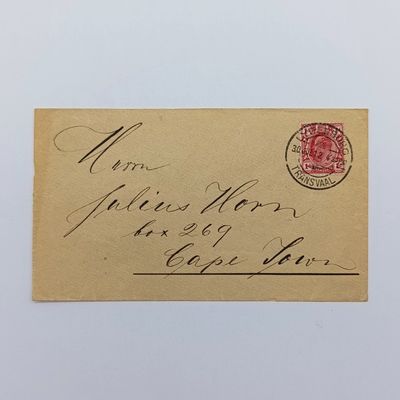 Herrn
Julius Horn
box 269
Cape Town
TRANSVAAL